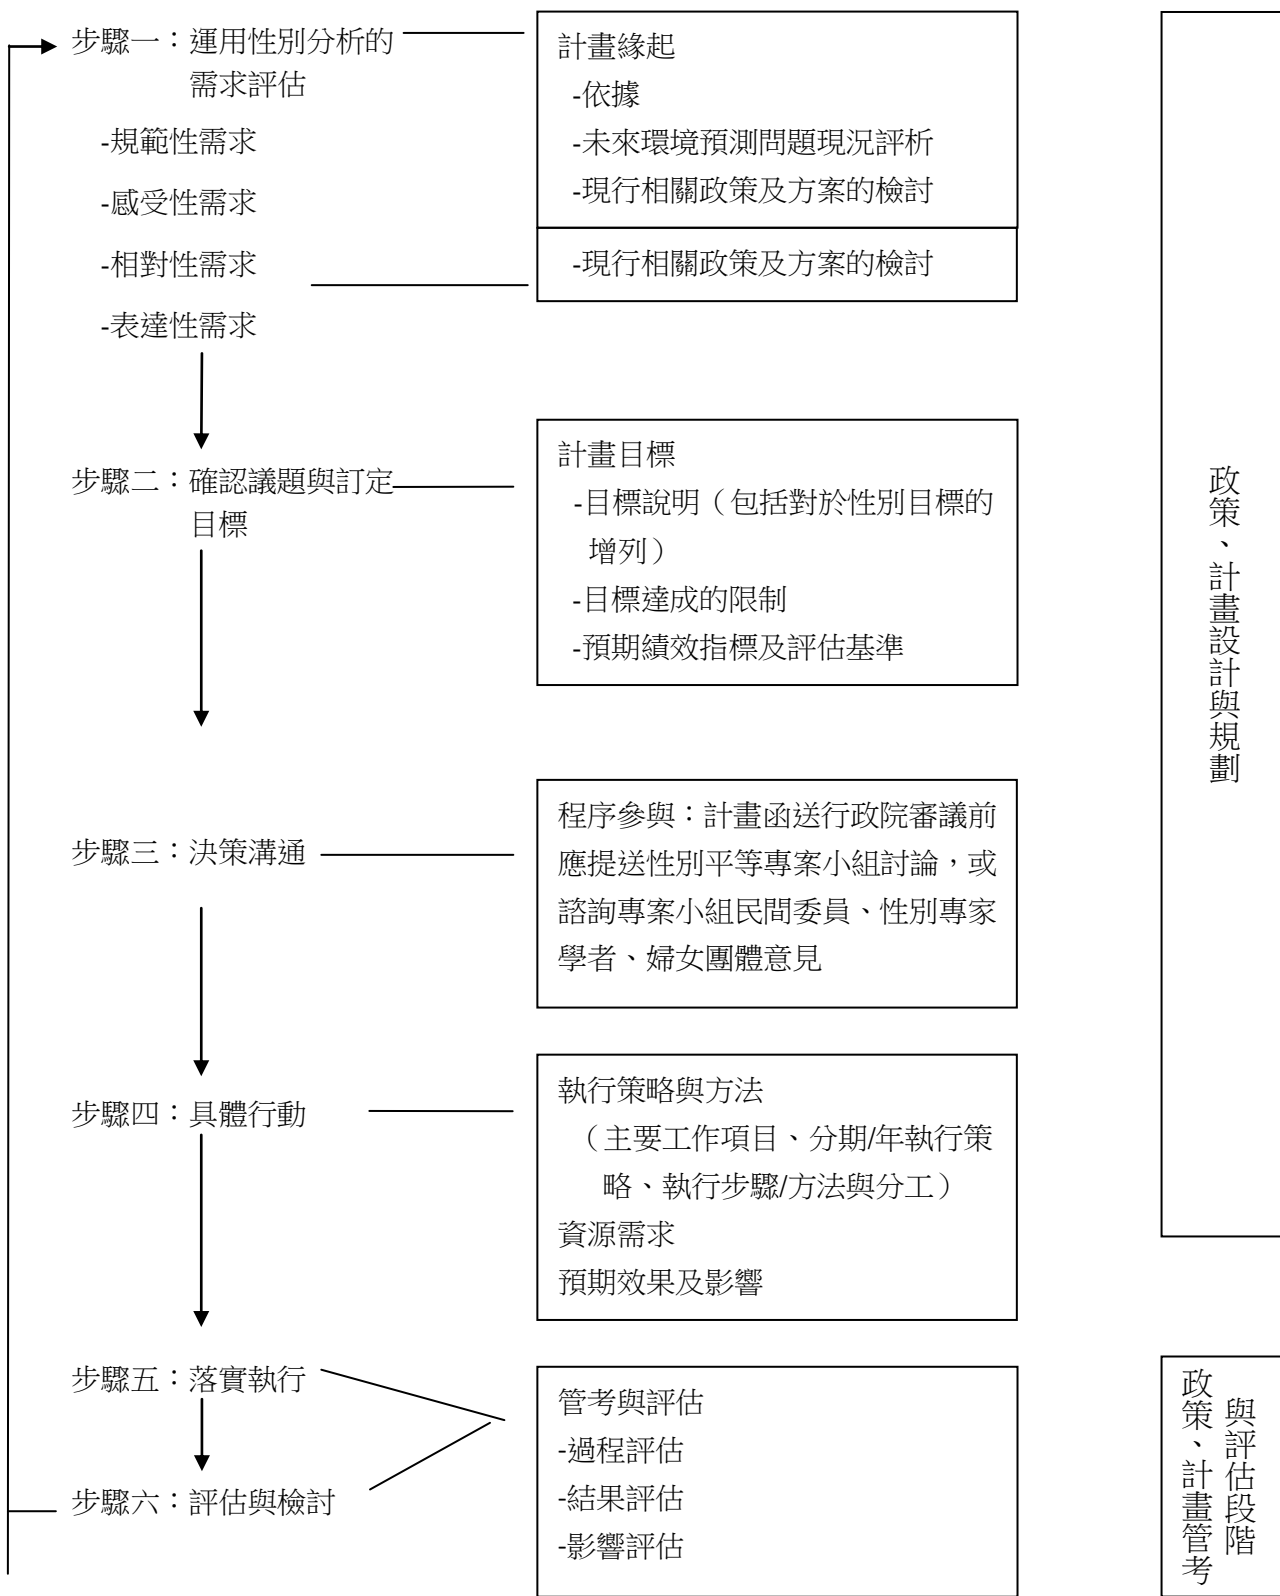 步驟一：運用性別分析的
需求評估
-規範性需求
-感受性需求
-相對性需求
-表達性需求
計畫緣起
-依據
-未來環境預測問題現況評析
-現行相關政策及方案的檢討
-現行相關政策及方案的檢討
步驟二：確認議題與訂定
目標
計畫目標
-目標說明（包括對於性別目標的
增列）
-目標達成的限制
-預期績效指標及評估基準
步驟三：決策溝通
程序參與：計畫函送行政院審議前
應提送性別平等專案小組討論，或
諮詢專案小組民間委員、性別專家
學者、婦女團體意見
步驟四：具體行動
執行策略與方法
（主要工作項目、分期/年執行策
略、執行步驟/方法與分工）
資源需求
預期效果及影響
步驟五：落實執行
步驟六：評估與檢討
管考與評估
-過程評估
-結果評估
-影響評估
政策、計畫設計與規劃
政策、計畫管考
與評估段階